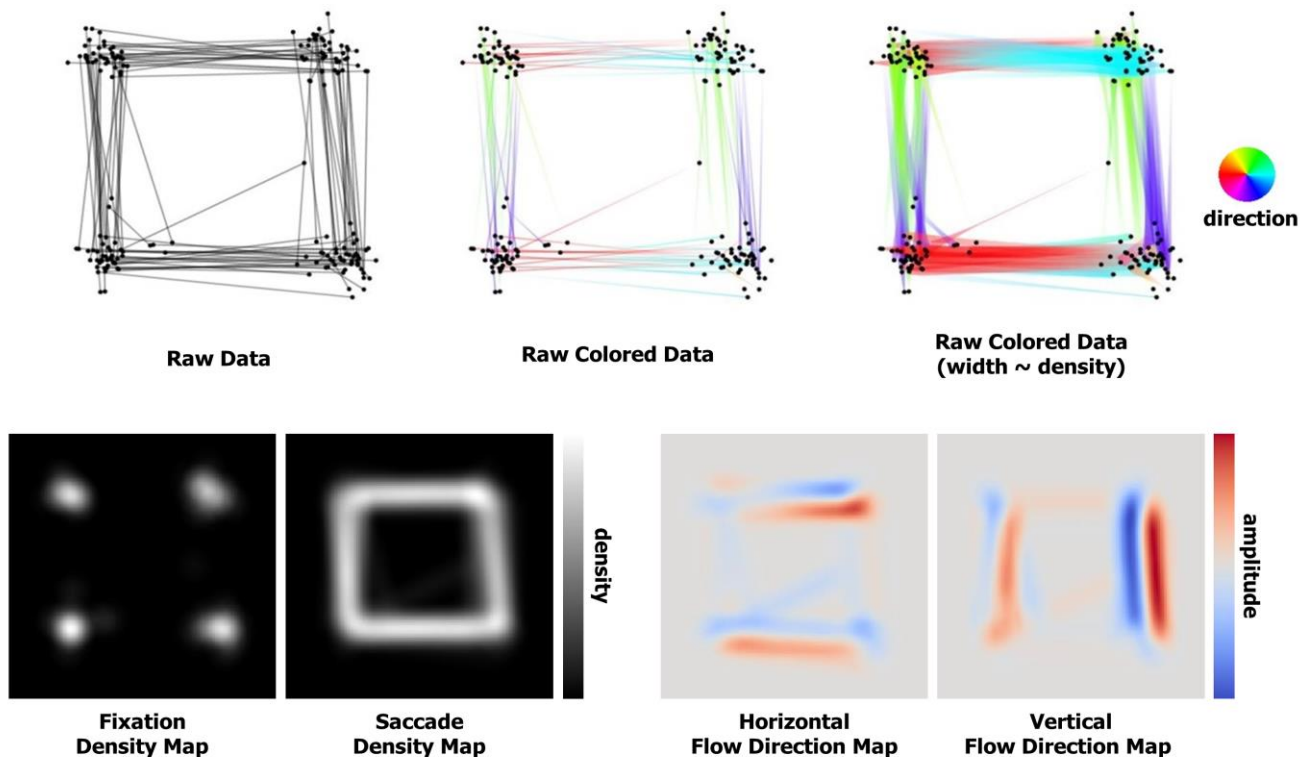 direction
Raw Data
Raw Colored Data
Raw Colored Data
(width ~ density)
density
amplitude
Fixation
Density Map
Saccade
Density Map
Horizontal
Flow Direction Map
Vertical
Flow Direction Map